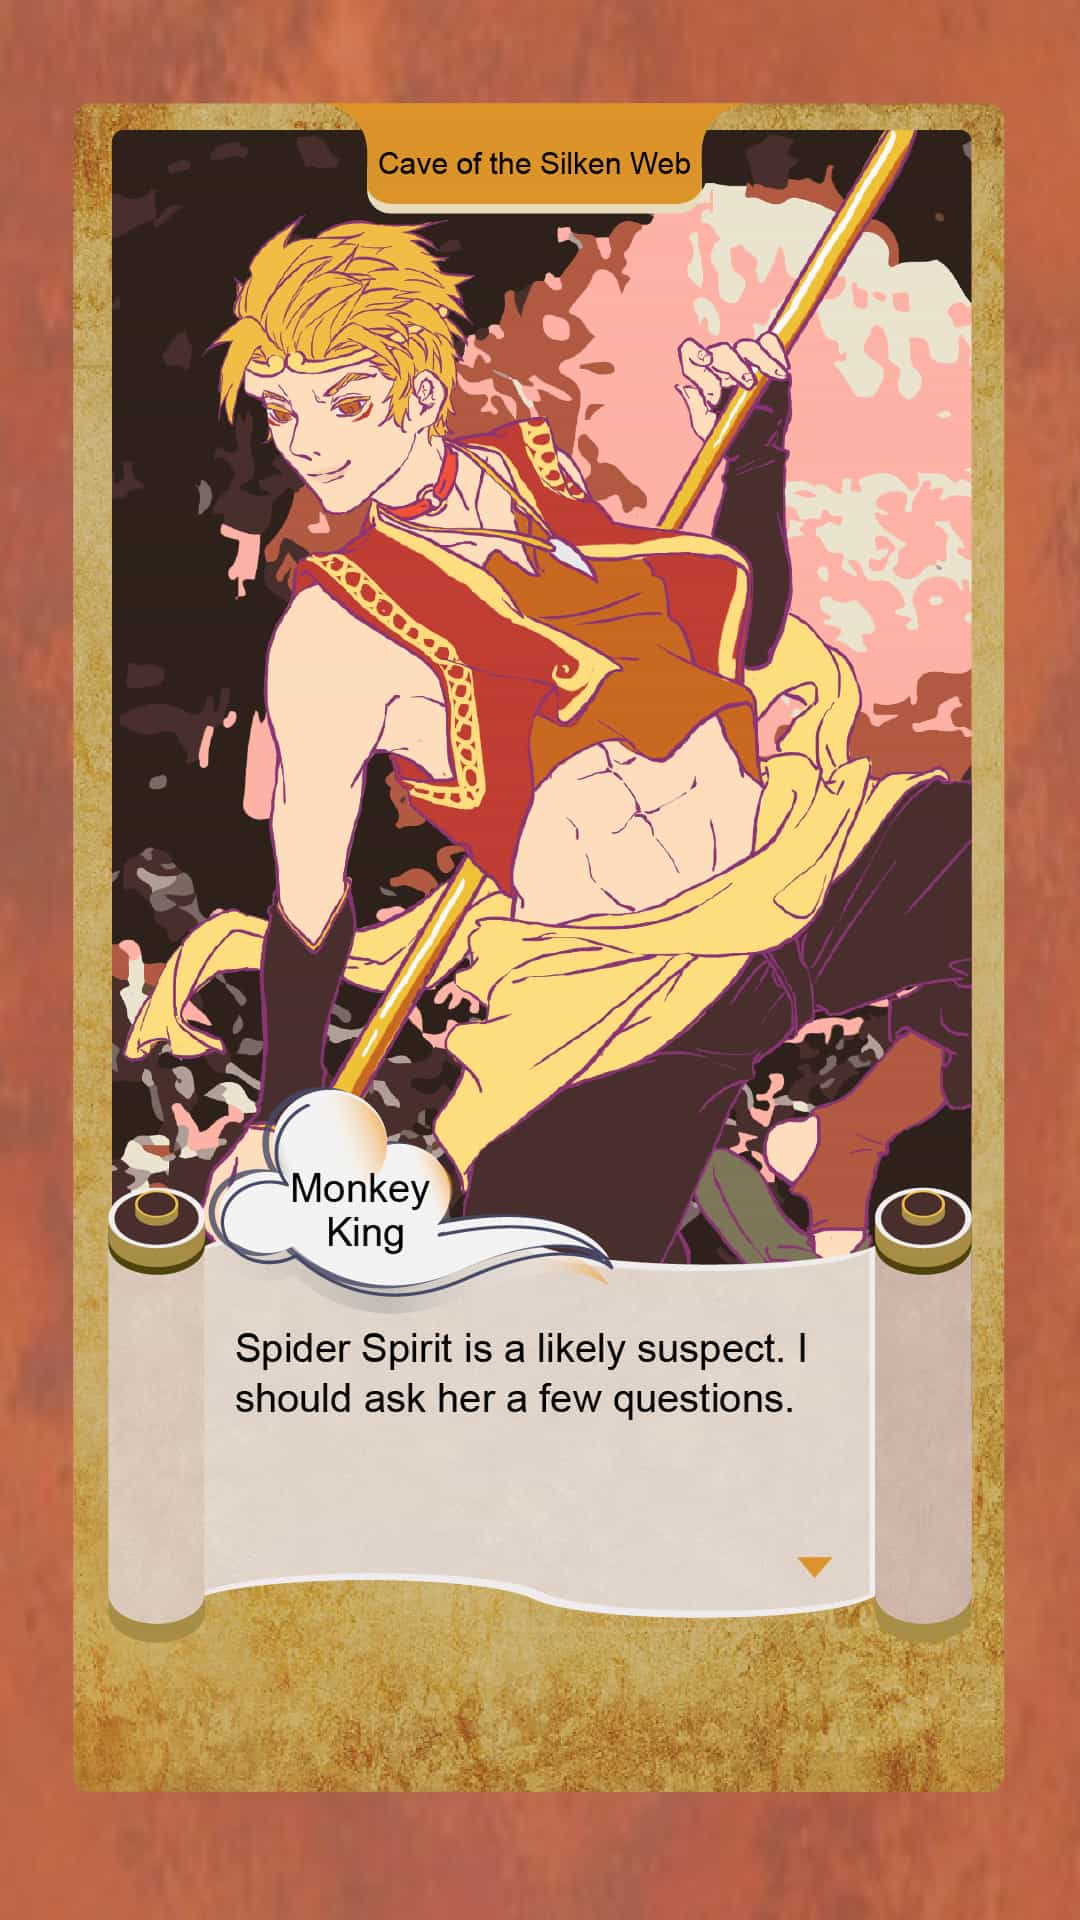 Cave of the Silken Web
Monkey
King
Spider Spirit is a likely suspect. I
should ask her a few questions.